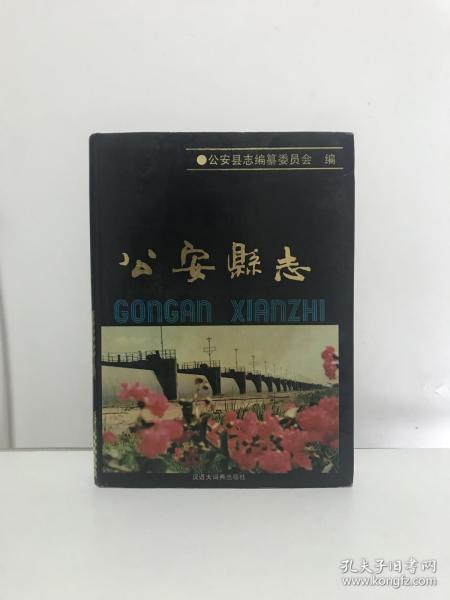 ●公安县志编纂委员会 编
公安縣志
GONGAN XIANZHI
汉语大词典出版社
孔夫子旧书网
www.kongfz.com